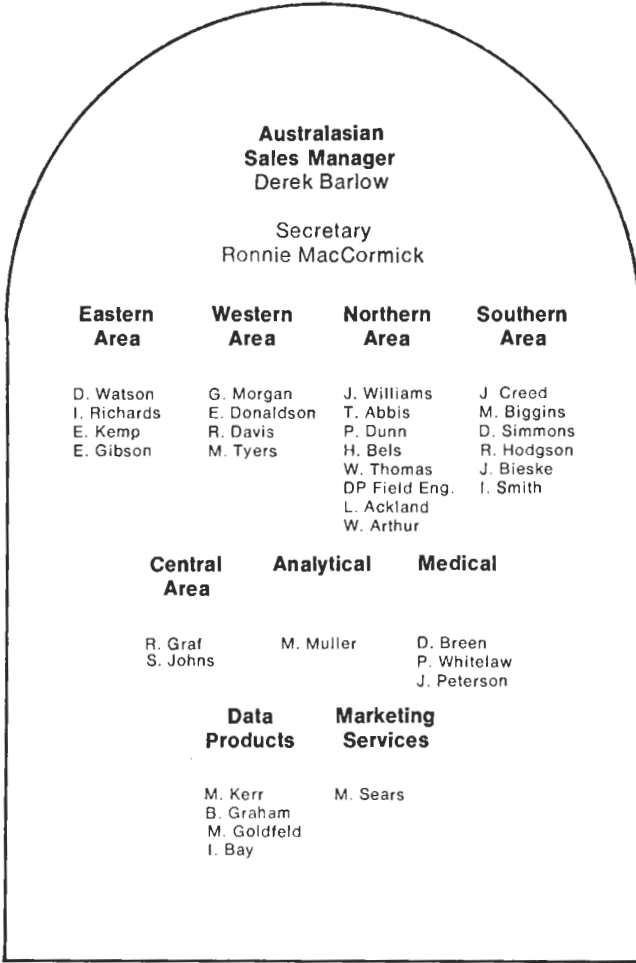 Australasian
Sales Manager
Derek Barlow
Secretary
Ronnie MacCormick
Eastern
Area
D. Watson
I. Richards
E. Kemp
E. Gibson
Western
Area
G. Morgan
E. Donaldson
R. Davis
M. Tyers
Northern
Area
J. Williams
T. Abbis
P. Dunn
H. Bels
W. Thomas
DP Field Eng.
L. Ackland
W. Arthur
Southern
Area
J Creed
M. Biggins
D. Simmons
R. Hodgson
J. Bieske
I. Smith
Central
Area
R. Graf
S. Johns
Analytical
M. Muller
Medical
D. Breen
P. Whitelaw
J. Peterson
Data
Products
M. Kerr
B. Graham
M. Goldfeld
I. Bay
Marketing
Services
M. Sears